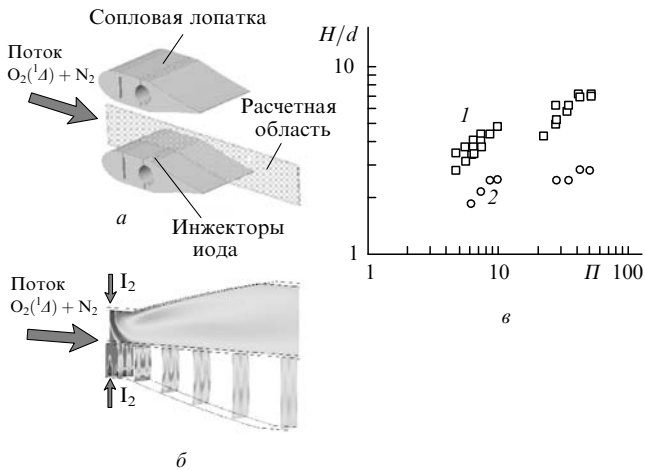 Сопловая лопатка
Поток
O₂(¹Δ) + N₂
Расчетная
область
а
Инжекторы
иода
Поток
O₂(¹Δ) + N₂
I₂
I₂
б
H/d
10
1
2
1
1
10
П
100
в